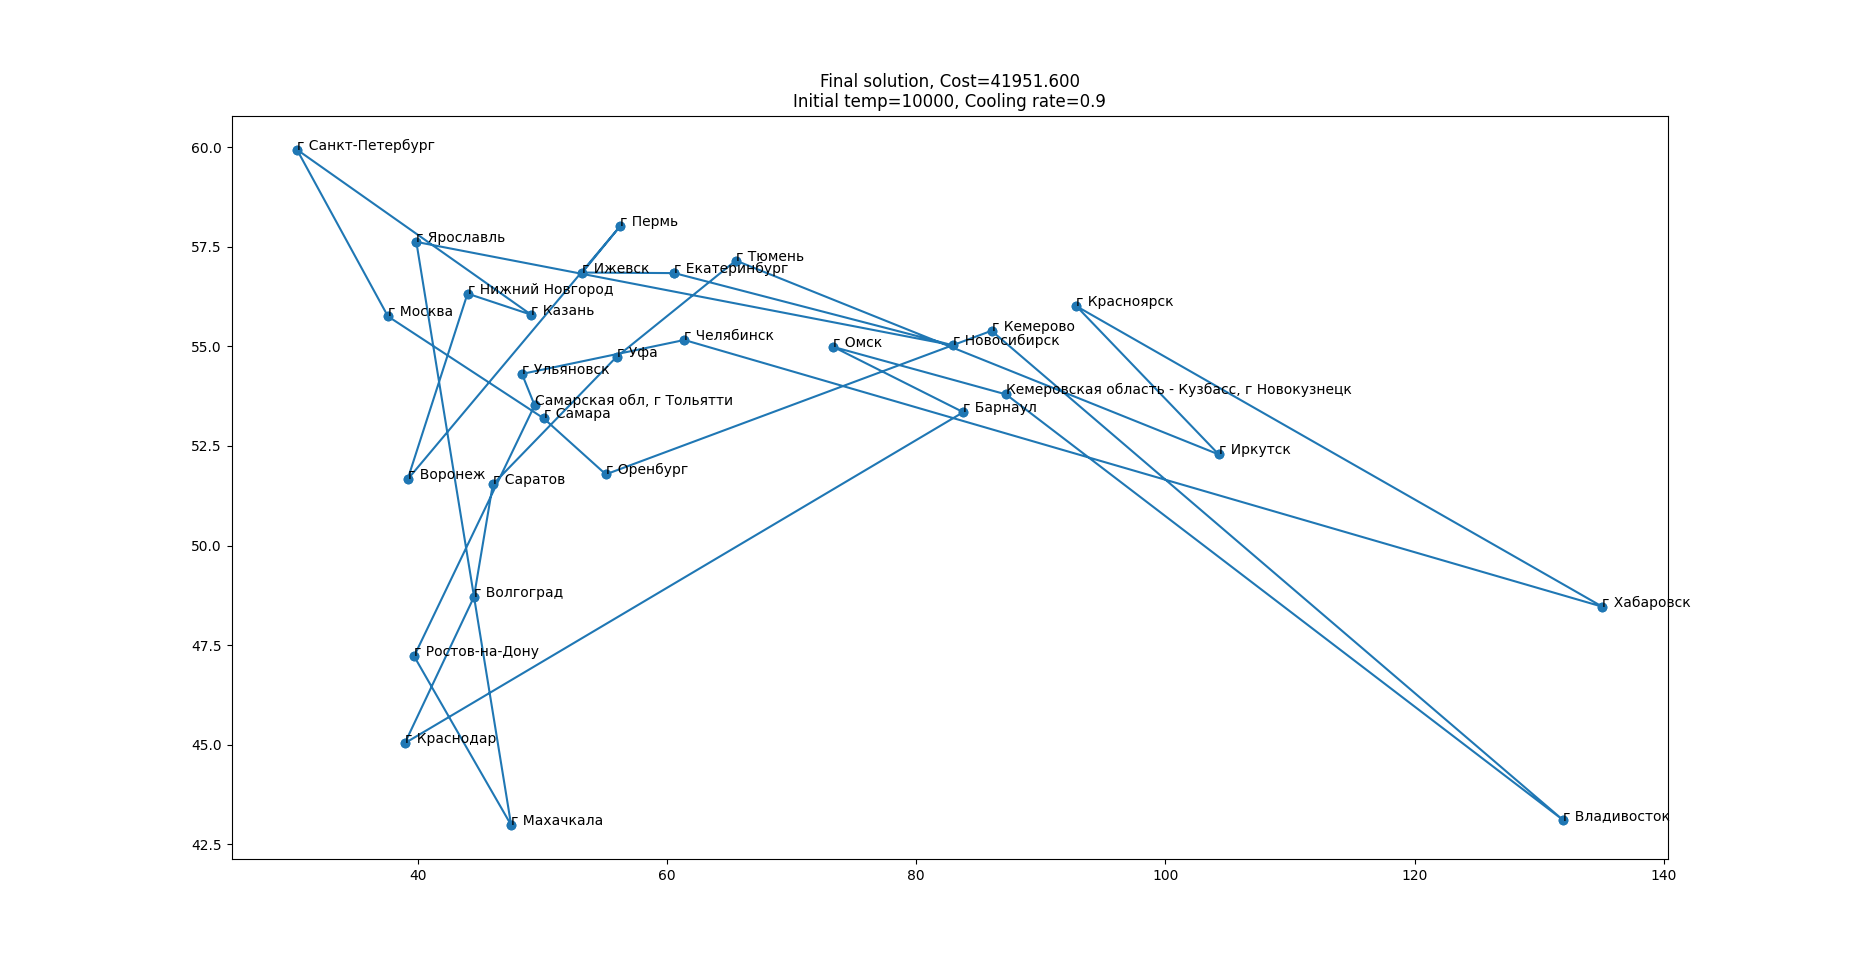 Final solution, Cost=41951.600
Initial temp=10000, Cooling rate=0.9
60.0
г Санкт-Петербург
г Пермь
57.5
г Ярославль
г Тюмень
г Ижевск
г Екатеринбург
г Нижний Новгород
г Красноярск
г Москва
г Казань
г Кемерово
г Челябинск
г Новосибирск
55.0
г Омск
г Уфа
г Ульяновск
Кемеровская область - Кузбасс, г Новокузнецк
Самарская обл, г Тольятти
г Барнаул
г Самара
52.5
г Иркутск
г Оренбург
г Воронеж
г Саратов
50.0
г Хабаровск
г Волгоград
47.5
г Ростов-на-Дону
45.0
г Краснодар
г Махачкала
г Владивосток
42.5
40
60
80
100
120
140